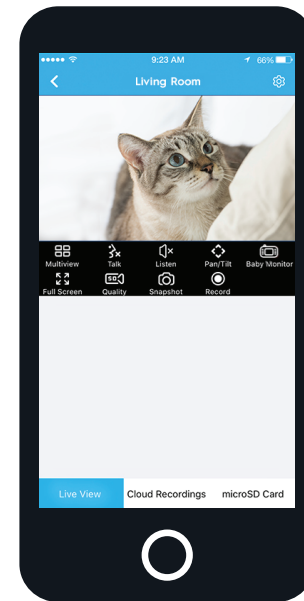 9:23 AM
66%
Living Room
Multiview Talk Listen Pan/Tilt Baby Monitor
SD
Full Screen Quality Snapshot Record
Live View Cloud Recordings microSD Card